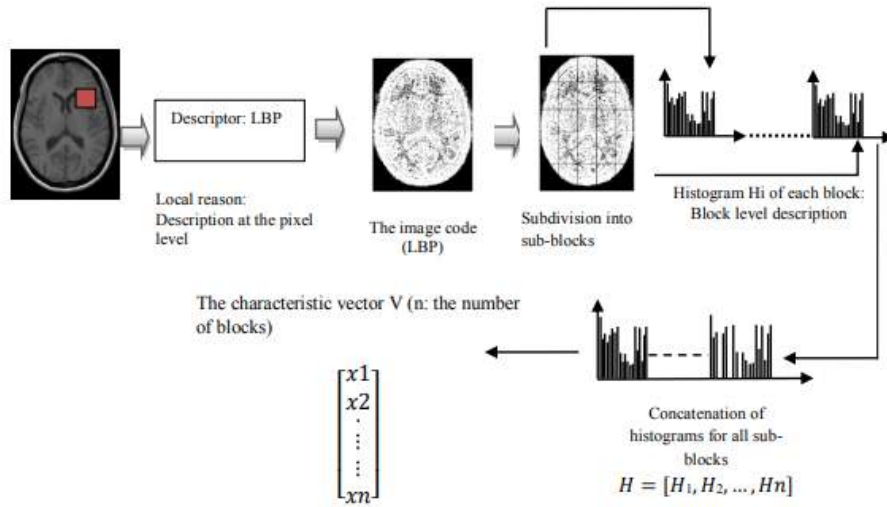 Descriptor: LBP
Local reason:
Description at the pixel
level
The image code
(LBP)
Subdivision into
sub-blocks
Histogram Hi of each block:
Block level description
The characteristic vector V (n: the number
of blocks)
x1
x2
⋮
⋮
xn
Concatenation of
histograms for all sub-
blocks
H = [H₁, H₂, … , Hn]